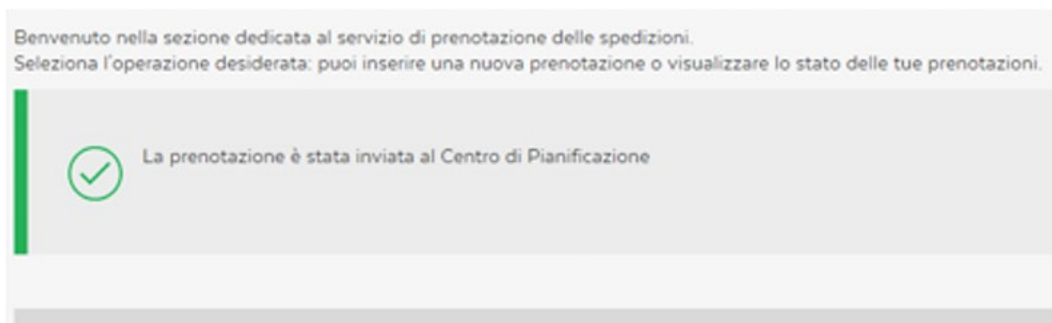 Benvenuto nella sezione dedicata al servizio di prenotazione delle spedizioni.
Seleziona l'operazione desiderata: puoi inserire una nuova prenotazione o visualizzare lo stato delle tue prenotazioni.
La prenotazione è stata inviata al Centro di Pianificazione